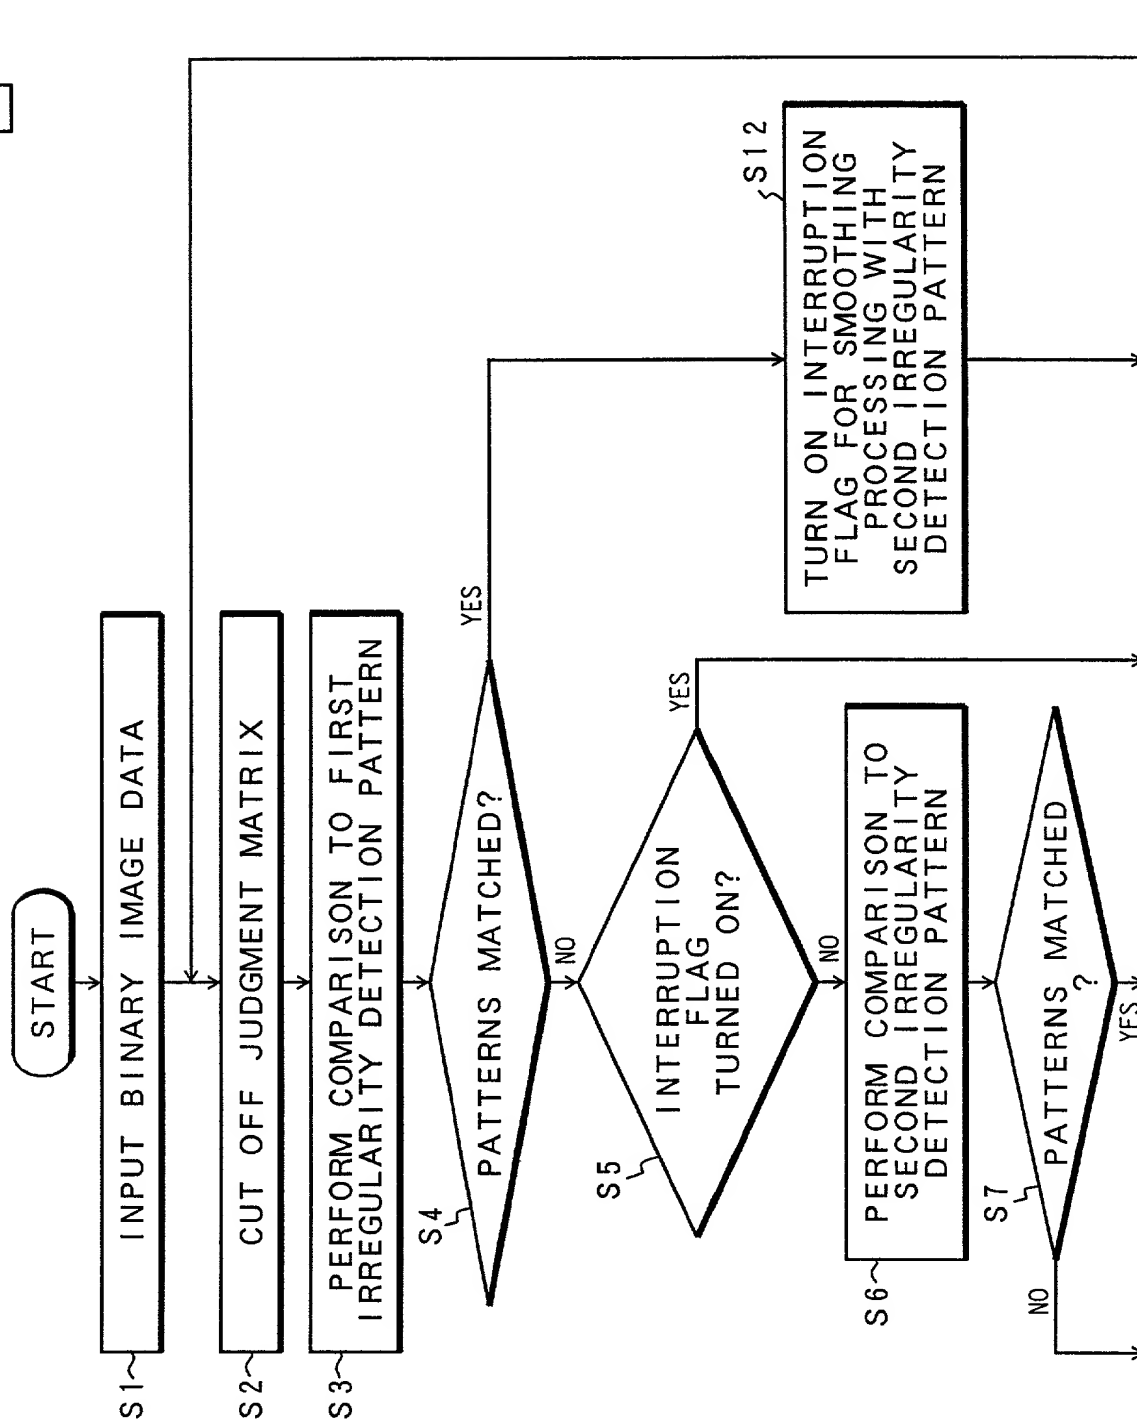 START
S1
INPUT BINARY IMAGE DATA
S2
CUT OFF JUDGMENT MATRIX
S3
PERFORM COMPARISON TO FIRST
IRREGULARITY DETECTION PATTERN
S4
PATTERNS MATCHED?
YES
NO
S5
INTERRUPTION
FLAG
TURNED ON?
YES
NO
S12
TURN ON INTERRUPTION
FLAG FOR SMOOTHING
PROCESSING WITH
SECOND IRREGULARITY
DETECTION PATTERN
S6
PERFORM COMPARISON TO
SECOND IRREGULARITY
DETECTION PATTERN
S7
PATTERNS MATCHED
?
NO
YES